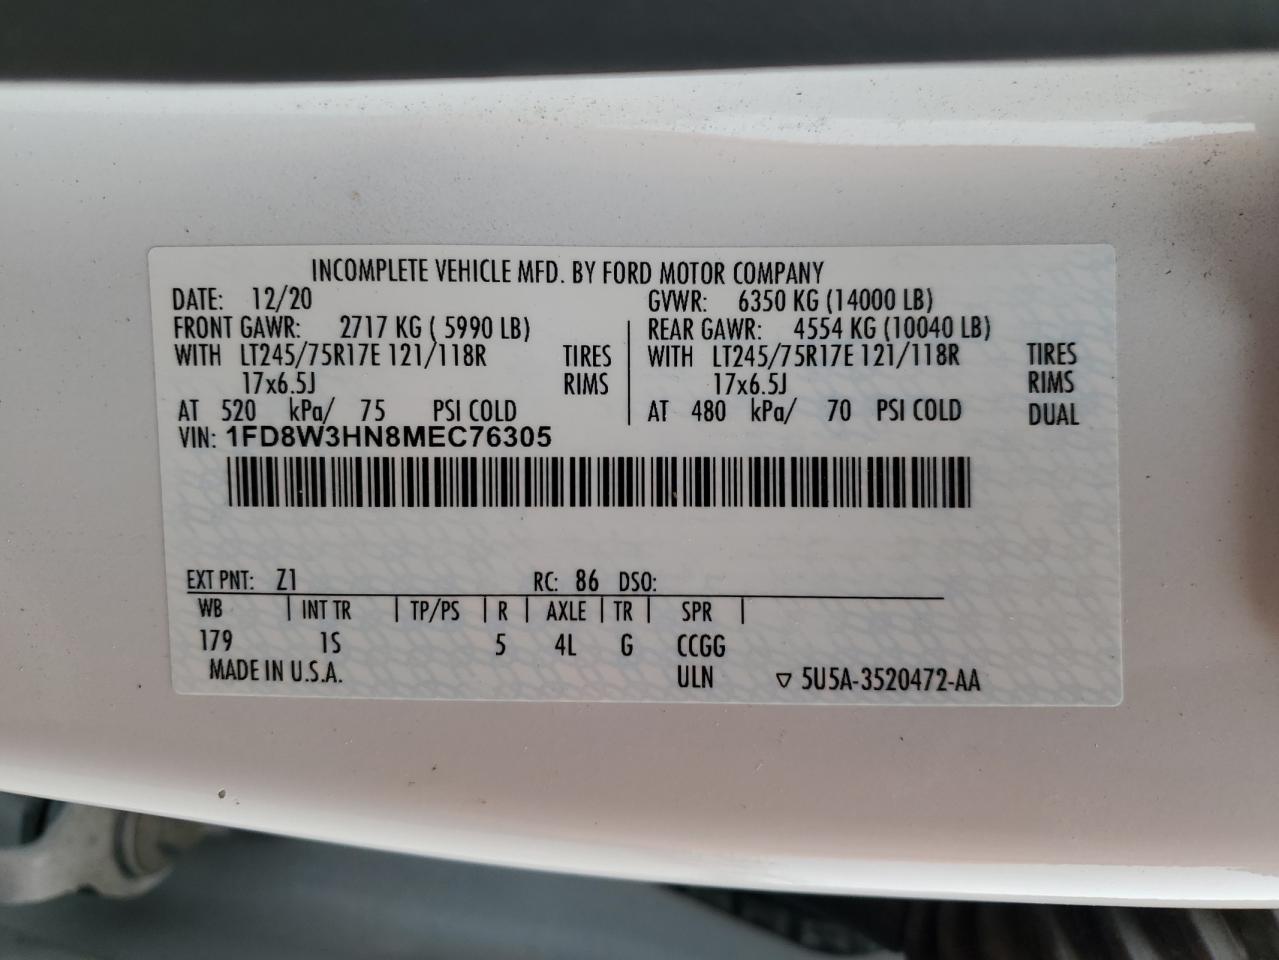 INCOMPLETE VEHICLE MFD. BY FORD MOTOR COMPANY
DATE: 12/20 GVWR: 6350 KG (14000 LB)
FRONT GAWR: 2717 KG ( 5990 LB) REAR GAWR: 4554 KG (10040 LB)
WITH LT245/75R17E 121/118R TIRES WITH LT245/75R17E 121/118R TIRES
17x6.5J RIMS 17x6.5J RIMS
AT 520 kPa/ 75 PSI COLD AT 480 kPa/ 70 PSI COLD DUAL
VIN: 1FD8W3HN8MEC76305
EXT PNT: Z1 RC: 86 DSO:
WB | INT TR | TP/PS | R | AXLE | TR | SPR |
179 1S 5 4L G CCGG
MADE IN U.S.A. ULN ▽ 5U5A-3520472-AA